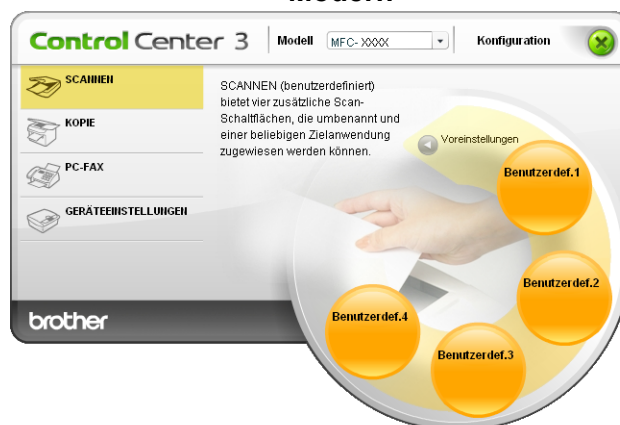 Modern
Control Center 3
Modell
MFC-XXXX
Konfiguration
SCANNEN
KOPIE
PC-FAX
GERÄTEEINSTELLUNGEN
SCANNEN (benutzerdefiniert)
bietet vier zusätzliche Scan-
Schaltflächen, die umbenannt und
einer beliebigen Zielanwendung
zugewiesen werden können.
Voreinstellungen
Benutzerdef.1
Benutzerdef.2
Benutzerdef.3
Benutzerdef.4
brother